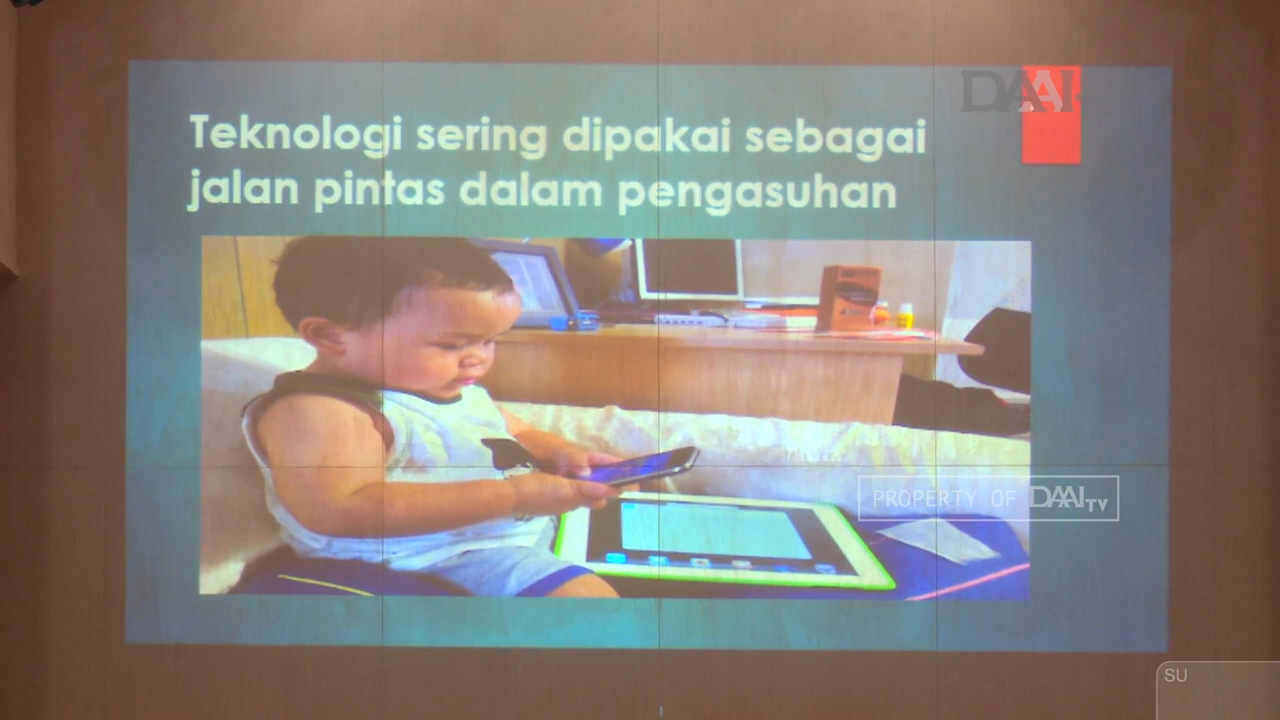 DAAI
Teknologi sering dipakai sebagai
jalan pintas dalam pengasuhan
PROPERTY OF DAAI TV
SU